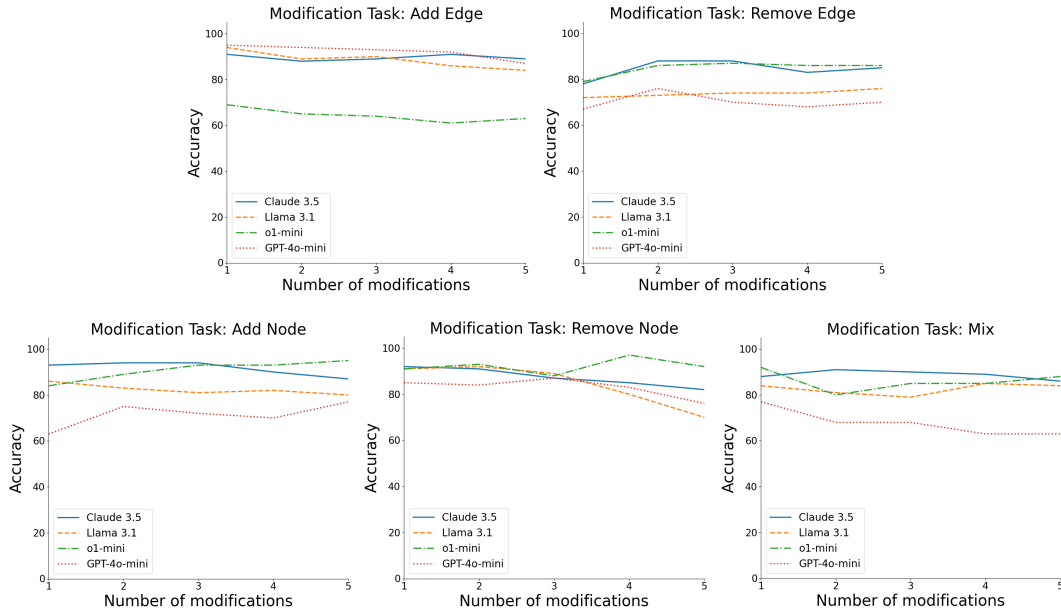 Modification Task: Add Edge
100
80
60
40
20
0
Accuracy
Claude 3.5
Llama 3.1
o1-mini
GPT-4o-mini
1 2 3 4 5
Number of modifications
Modification Task: Remove Edge
100
80
60
40
20
0
Accuracy
Claude 3.5
Llama 3.1
o1-mini
GPT-4o-mini
1 2 3 4 5
Number of modifications
Modification Task: Add Node
100
80
60
40
20
0
Accuracy
Claude 3.5
Llama 3.1
o1-mini
GPT-4o-mini
1 2 3 4 5
Number of modifications
Modification Task: Remove Node
100
80
60
40
20
0
Accuracy
Claude 3.5
Llama 3.1
o1-mini
GPT-4o-mini
1 2 3 4 5
Number of modifications
Modification Task: Mix
100
80
60
40
20
0
Accuracy
Claude 3.5
Llama 3.1
o1-mini
GPT-4o-mini
1 2 3 4 5
Number of modifications